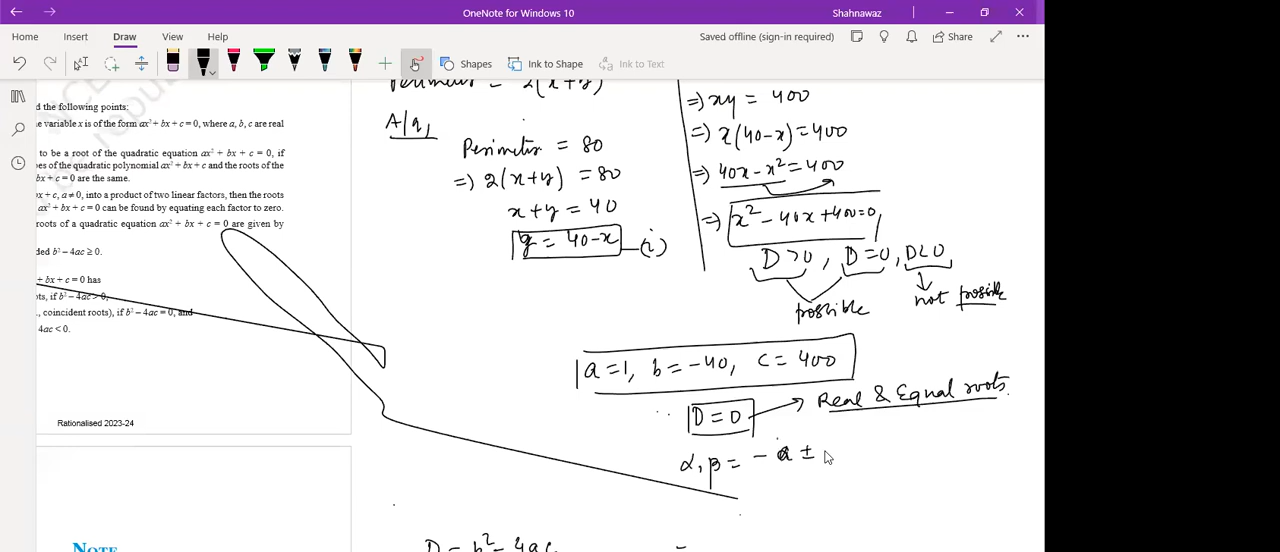 OneNote for Windows 10
Shahnawaz
Home Insert Draw View Help
Saved offline (sign-in required)
Share
Shapes Ink to Shape Ink to Text
d the following points:
e variable x is of the form ax² + bx + c = 0, where a, b, c are real
to be a root of the quadratic equation ax² + bx + c = 0, if
es of the quadratic polynomial ax² + bx + c and the roots of the
bx + c = 0 are the same.
x + c, a ≠ 0, into a product of two linear factors, then the roots
ax² + bx + c = 0 can be found by equating each factor to zero.
roots of a quadratic equation ax² + bx + c = 0 are given by
ded b² – 4ac ≥ 0.
+ bx + c = 0 has
ts, if b² – 4ac > 0,
., coincident roots), if b² – 4ac = 0, and
4ac < 0.
Rationalised 2023-24
NOTE
Perimeter = 2(x+y)
A/q,
Perimeter = 80
=> 2(x+y) = 80
x+y = 40
y = 40-x —(i)
=> xy = 400
=> x(40-x) = 400
=> 40x-x² = 400
=> x² - 40x + 400 = 0
D > 0, D = 0, D < 0
possible
not possible
a = 1, b = -40, c = 400
D = 0 → Real & Equal roots.
α, β = - a ±
D = b² - 4ac
=